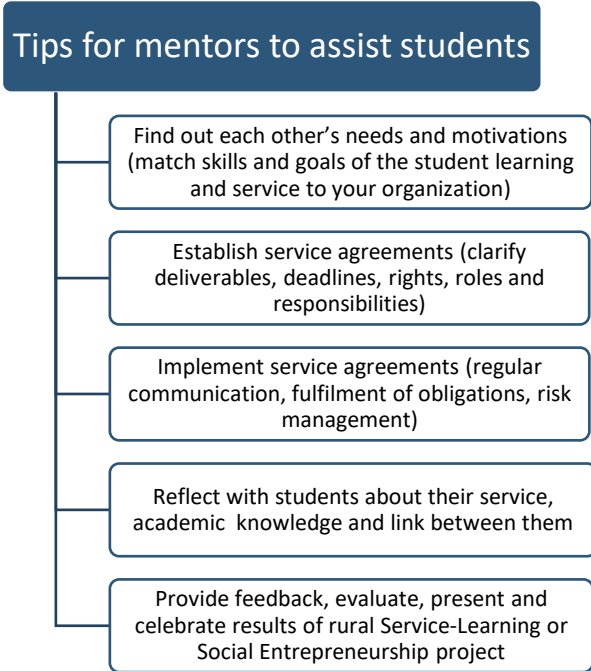 Tips for mentors to assist students
Find out each other’s needs and motivations
(match skills and goals of the student learning
and service to your organization)
Establish service agreements (clarify
deliverables, deadlines, rights, roles and
responsibilities)
Implement service agreements (regular
communication, fulfilment of obligations, risk
management)
Reflect with students about their service,
academic  knowledge and link between them
Provide feedback, evaluate, present and
celebrate results of rural Service-Learning or
Social Entrepreneurship project